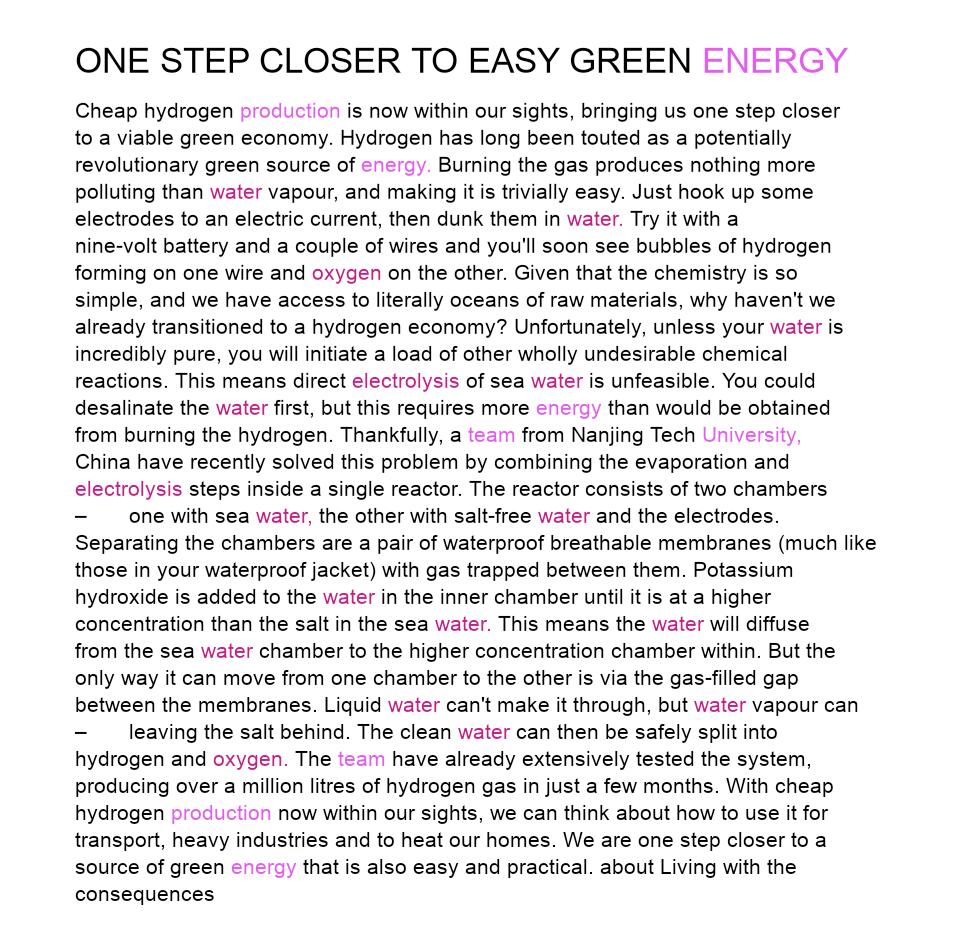 ONE STEP CLOSER TO EASY GREEN ENERGY
Cheap hydrogen production is now within our sights, bringing us one step closer
to a viable green economy. Hydrogen has long been touted as a potentially
revolutionary green source of energy. Burning the gas produces nothing more
polluting than water vapour, and making it is trivially easy. Just hook up some
electrodes to an electric current, then dunk them in water. Try it with a
nine-volt battery and a couple of wires and you'll soon see bubbles of hydrogen
forming on one wire and oxygen on the other. Given that the chemistry is so
simple, and we have access to literally oceans of raw materials, why haven't we
already transitioned to a hydrogen economy? Unfortunately, unless your water is
incredibly pure, you will initiate a load of other wholly undesirable chemical
reactions. This means direct electrolysis of sea water is unfeasible. You could
desalinate the water first, but this requires more energy than would be obtained
from burning the hydrogen. Thankfully, a team from Nanjing Tech University,
China have recently solved this problem by combining the evaporation and
electrolysis steps inside a single reactor. The reactor consists of two chambers
– one with sea water, the other with salt-free water and the electrodes.
Separating the chambers are a pair of waterproof breathable membranes (much like
those in your waterproof jacket) with gas trapped between them. Potassium
hydroxide is added to the water in the inner chamber until it is at a higher
concentration than the salt in the sea water. This means the water will diffuse
from the sea water chamber to the higher concentration chamber within. But the
only way it can move from one chamber to the other is via the gas-filled gap
between the membranes. Liquid water can't make it through, but water vapour can
– leaving the salt behind. The clean water can then be safely split into
hydrogen and oxygen. The team have already extensively tested the system,
producing over a million litres of hydrogen gas in just a few months. With cheap
hydrogen production now within our sights, we can think about how to use it for
transport, heavy industries and to heat our homes. We are one step closer to a
source of green energy that is also easy and practical. about Living with the
consequences